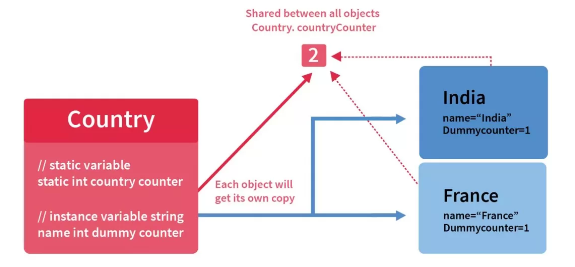 Shared between all objects
Country. countryCounter
2
Country
// static variable
static int country counter
// instance variable string
name int dummy counter
Each object will
get its own copy
India
name=“India”
Dummycounter=1
France
name=“France”
Dummycounter=1